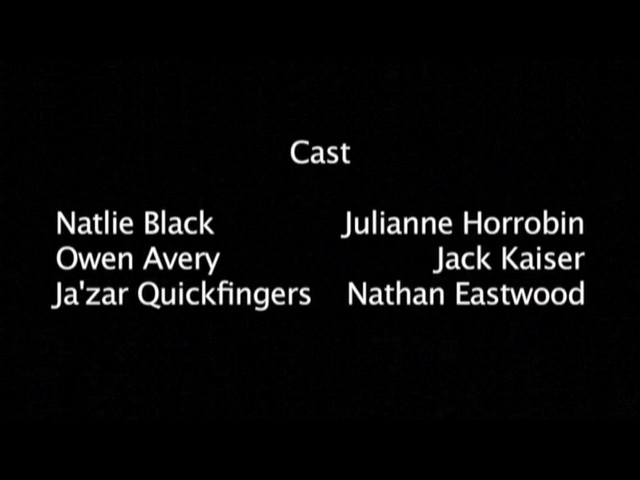 Cast
Natlie Black Julianne Horrobin
Owen Avery Jack Kaiser
Ja'zar Quickfingers Nathan Eastwood